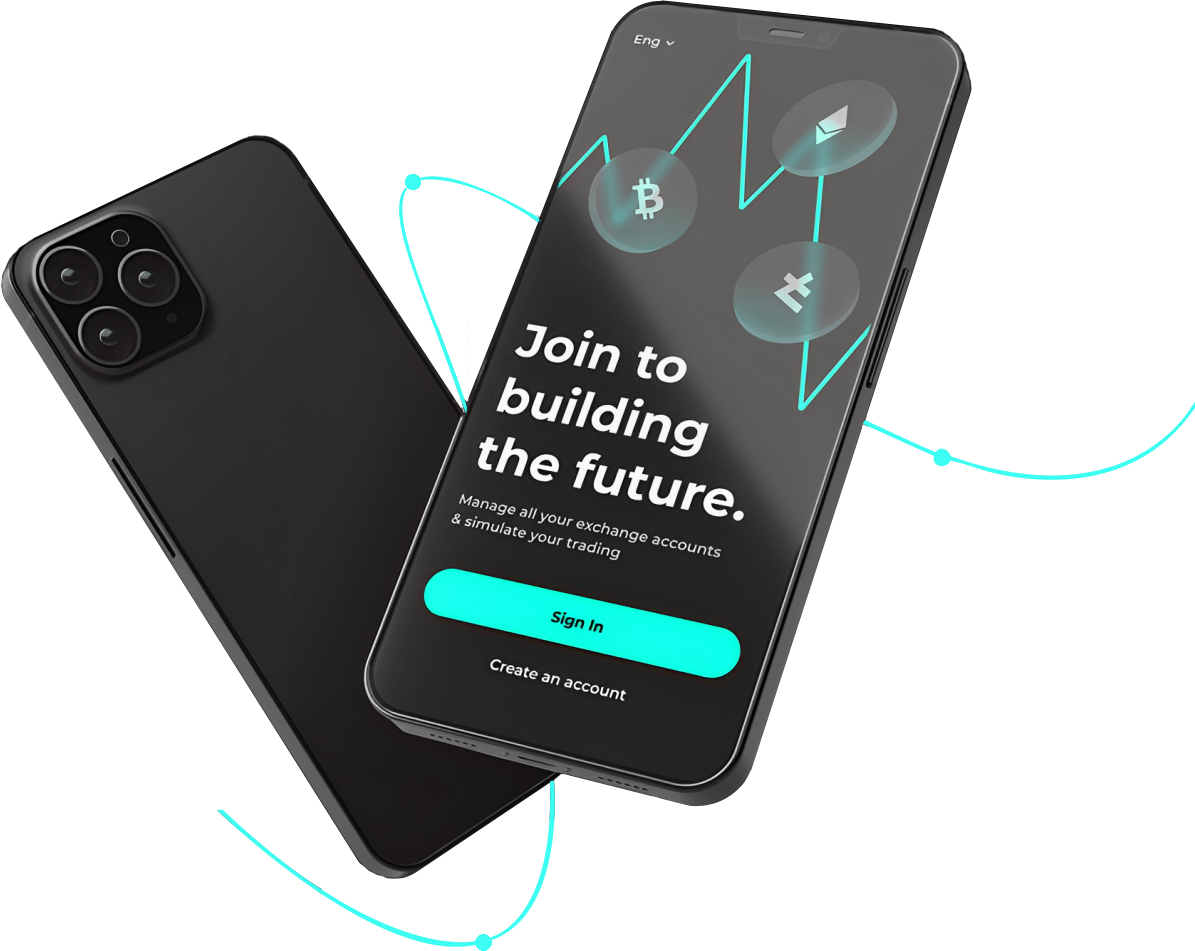 Eng
Join to
building
the future.
Manage all your exchange accounts
& simulate your trading
Sign In
Create an account